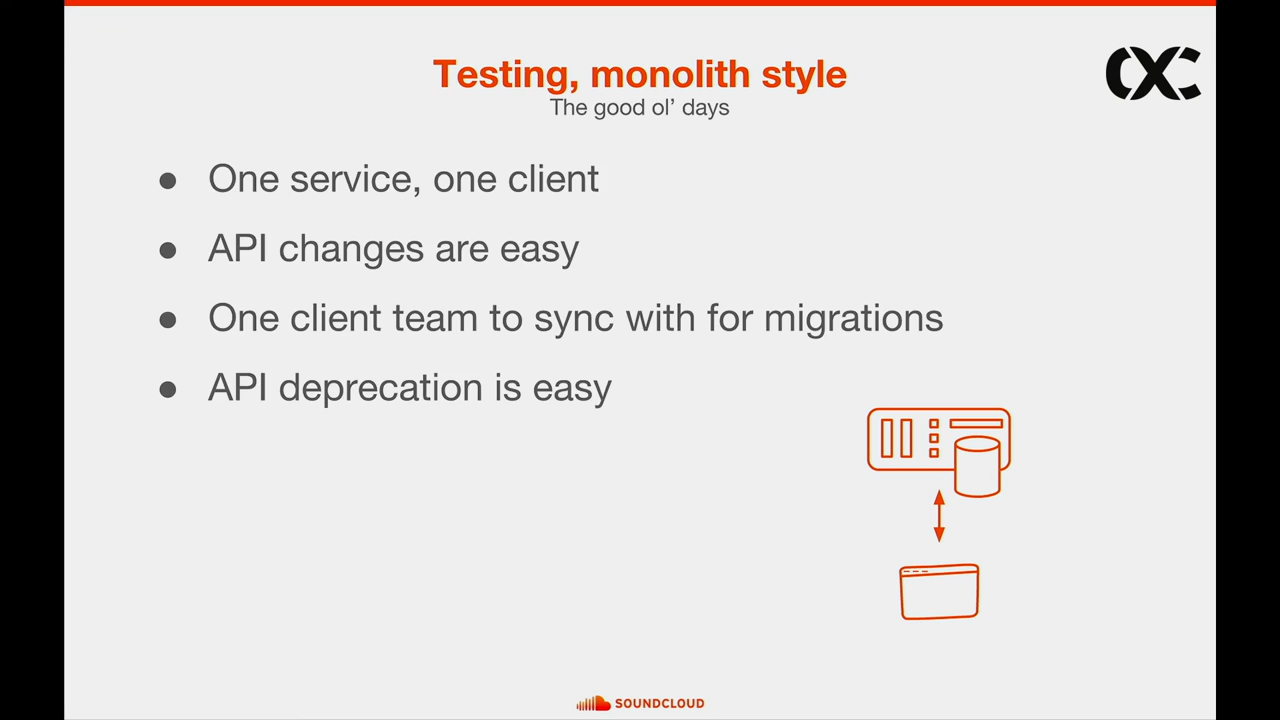 Testing, monolith style
The good ol’ days
● One service, one client
● API changes are easy
● One client team to sync with for migrations
● API deprecation is easy
SOUNDCLOUD